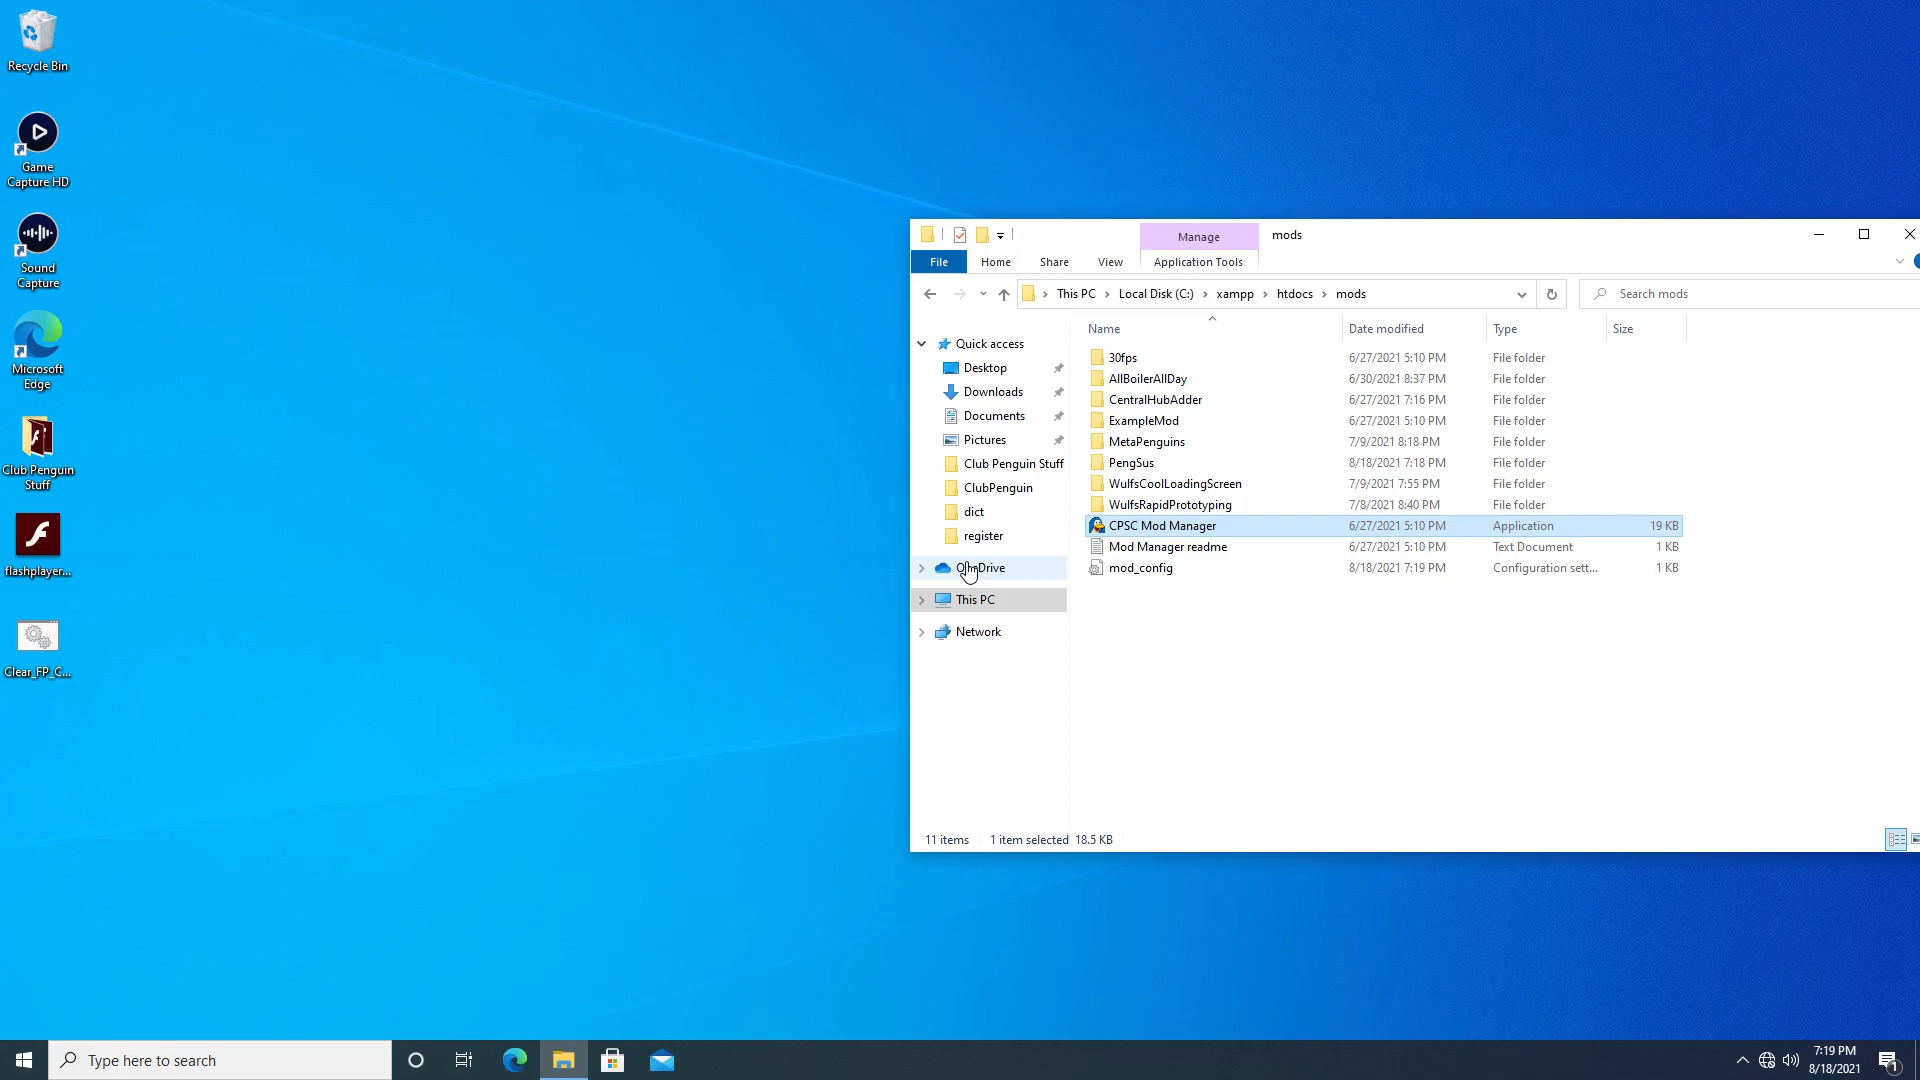 Recycle Bin
Game
Capture HD
Sound
Capture
Microsoft
Edge
Club Penguin
Stuff
flashplayer...
Clear_FP_C...
Manage
mods
File
Home
Share
View
Application Tools
This PC
Local Disk (C:)
xampp
htdocs
mods
Search mods
Quick access
Desktop
Downloads
Documents
Pictures
Club Penguin Stuff
ClubPenguin
dict
register
OneDrive
This PC
Network
Name Date modified Type Size
30fps 6/27/2021 5:10 PM File folder
AllBoilerAllDay 6/30/2021 8:37 PM File folder
CentralHubAdder 6/27/2021 7:16 PM File folder
ExampleMod 6/27/2021 5:10 PM File folder
MetaPenguins 7/9/2021 8:18 PM File folder
PengSus 8/18/2021 7:18 PM File folder
WulfsCoolLoadingScreen 7/9/2021 7:55 PM File folder
WulfsRapidPrototyping 7/8/2021 8:40 PM File folder
CPSC Mod Manager 6/27/2021 5:10 PM Application 19 KB
Mod Manager readme 6/27/2021 5:10 PM Text Document 1 KB
mod_config 8/18/2021 7:19 PM Configuration sett... 1 KB
11 items 1 item selected 18.5 KB
Type here to search
7:19 PM
8/18/2021
1